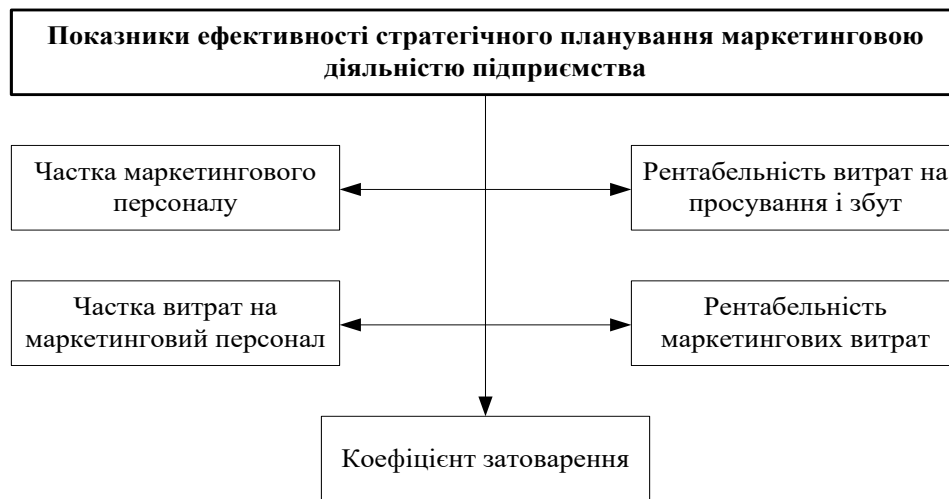 Показники ефективності стратегічного планування маркетинговою
діяльністю підприємства
Частка маркетингового
персоналу
Рентабельність витрат на
просування і збут
Частка витрат на
маркетинговий персонал
Рентабельність
маркетингових витрат
Коефіцієнт затоварення